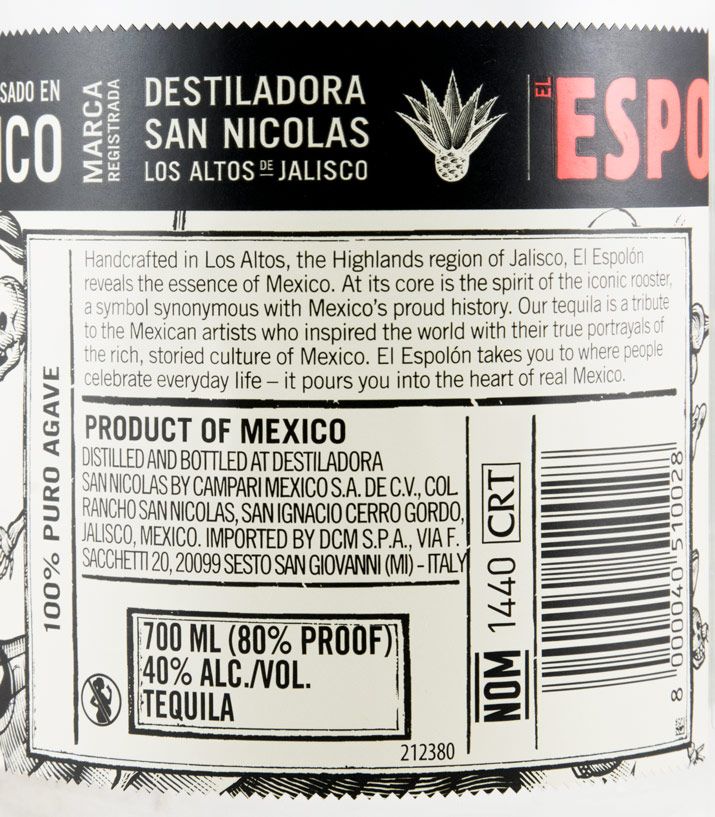 SADO EN
ICO
MARCA
REGISTRADA
DESTILADORA
SAN NICOLAS
LOS ALTOS DE JALISCO
EL
ESPO
Handcrafted in Los Altos, the Highlands region of Jalisco, El Espolón
reveals the essence of Mexico. At its core is the spirit of the iconic rooster,
a symbol synonymous with Mexico's proud history. Our tequila is a tribute
to the Mexican artists who inspired the world with their true portrayals of
the rich, storied culture of Mexico. El Espolón takes you to where people
celebrate everyday life – it pours you into the heart of real Mexico.
100% PURO AGAVE
PRODUCT OF MEXICO
DISTILLED AND BOTTLED AT DESTILADORA
SAN NICOLAS BY CAMPARI MEXICO S.A. DE C.V., COL.
RANCHO SAN NICOLAS, SAN IGNACIO CERRO GORDO,
JALISCO, MEXICO. IMPORTED BY DCM S.P.A., VIA F.
SACCHETTI 20, 20099 SESTO SAN GIOVANNI (MI) - ITALY
700 ML (80% PROOF)
40% ALC./VOL.
TEQUILA
212380
NOM 1440 CRT
8 000040 510028